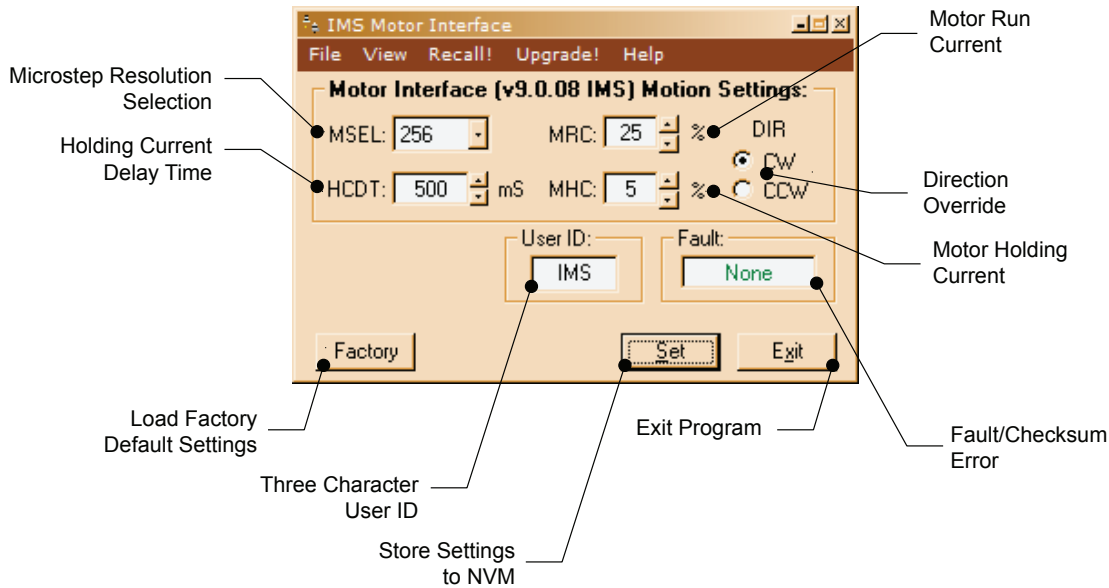 IMS Motor Interface
File View Recall! Upgrade! Help
Motor Interface (v9.0.08 IMS) Motion Settings:
MSEL: 256 MRC: 25 % DIR
CW
HCDT: 500 mS MHC: 5 % CCW
User ID: Fault:
IMS None
Factory Set Exit
Microstep Resolution
Selection
Holding Current
Delay Time
Motor Run
Current
Direction
Override
Motor Holding
Current
Load Factory
Default Settings
Three Character
User ID
Store Settings
to NVM
Exit Program
Fault/Checksum
Error